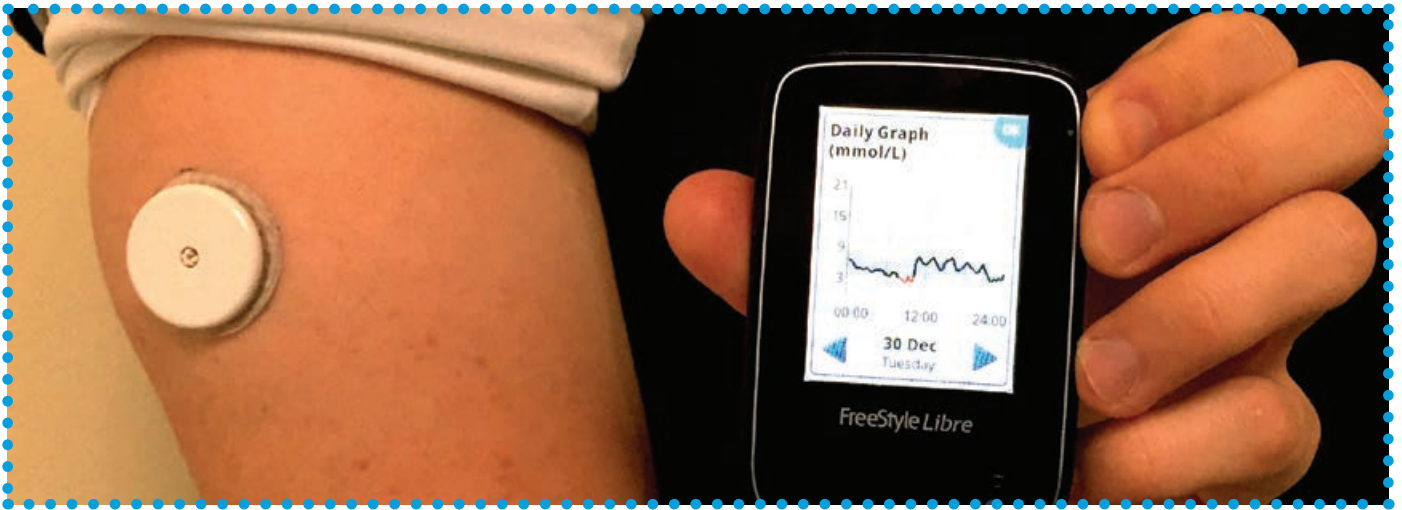 Daily Graph
OK
(mmol/L)
21
15
9
3
00:00 12:00 24:00
30 Dec
Tuesday
FreeStyle Libre